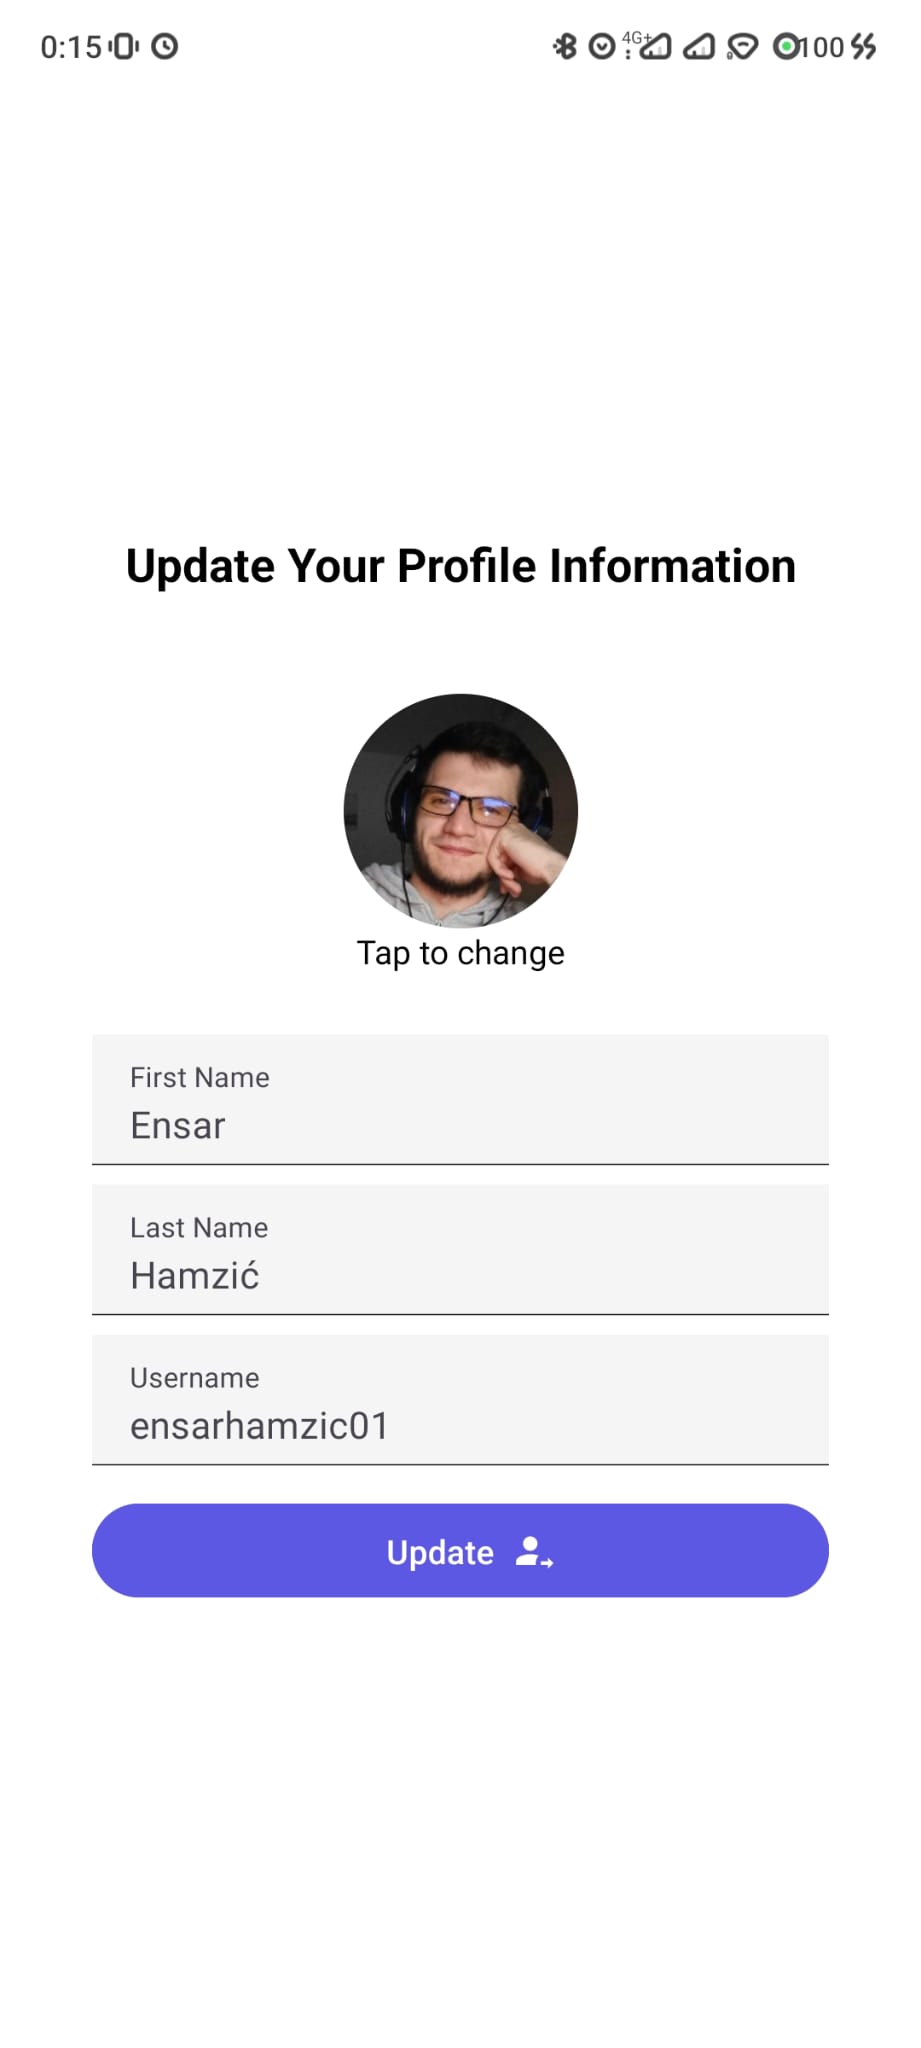 0:15
4G+ 100
Update Your Profile Information
Tap to change
First Name
Ensar
Last Name
Hamzić
Username
ensarhamzic01
Update